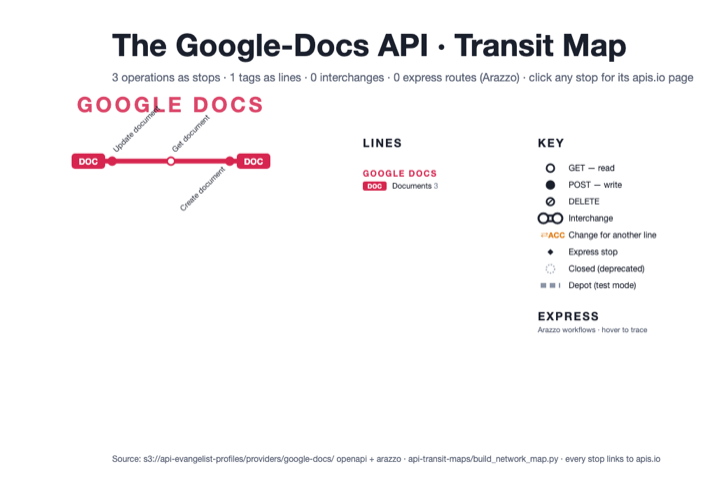 The Google-Docs API · Transit Map
3 operations as stops · 1 tags as lines · 0 interchanges · 0 express routes (Arazzo) · click any stop for its apis.io page
GOOGLE DOCS
Update document
Get document
DOC
DOC
Create document
LINES
GOOGLE DOCS
DOC Documents 3
KEY
GET — read
POST — write
DELETE
Interchange
⇄ACC Change for another line
Express stop
Closed (deprecated)
Depot (test mode)
EXPRESS
Arazzo workflows · hover to trace
Source: s3://api-evangelist-profiles/providers/google-docs/ openapi + arazzo · api-transit-maps/build_network_map.py · every stop links to apis.io